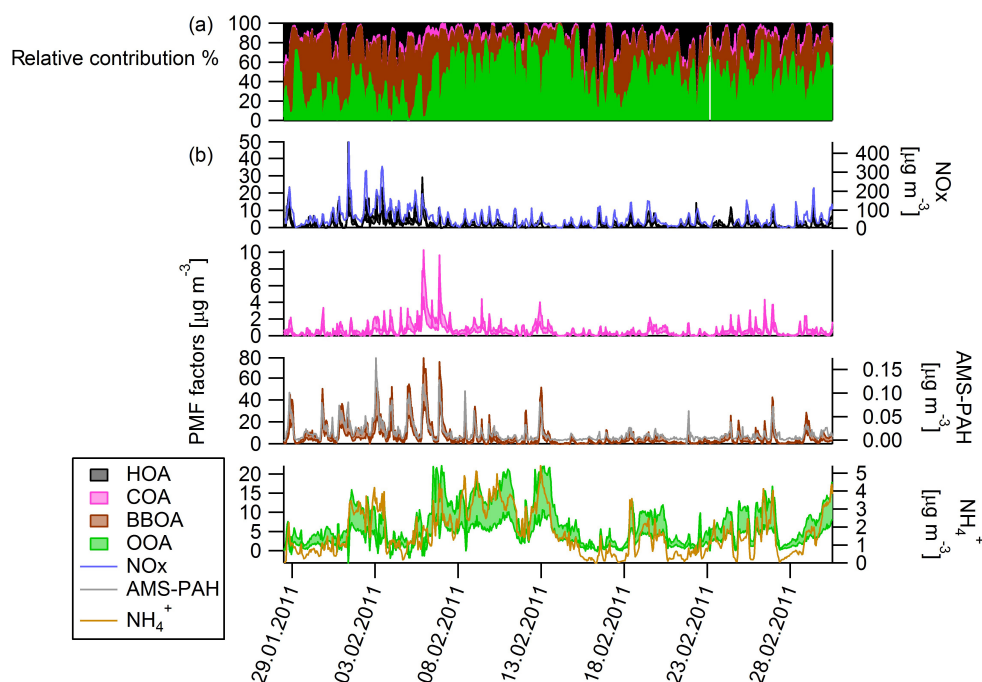 (a)
Relative contribution %
100
80
60
40
20
0
(b)
50
40
30
20
10
0
400
300
200
100
0
NOx
[µg m⁻³]
PMF factors [µg m⁻³]
10
8
6
4
2
0
80
60
40
20
0
0.15
0.10
0.05
0.00
AMS-PAH
[µg m⁻³]
20
15
10
5
0
5
4
3
2
1
0
NH₄⁺
[µg m⁻³]
HOA
COA
BBOA
OOA
NOx
AMS-PAH
NH₄⁺
29.01.2011
03.02.2011
08.02.2011
13.02.2011
18.02.2011
23.02.2011
28.02.2011